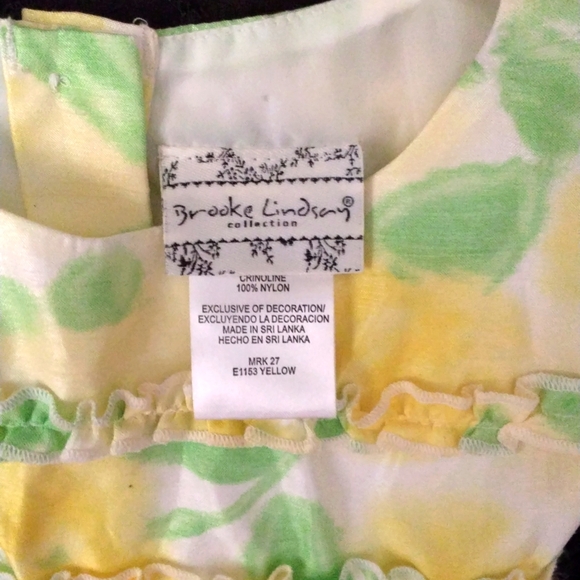 Brooke Lindsay®
collection
CRINOLINE
100% NYLON
EXCLUSIVE OF DECORATION/
EXCLUYENDO LA DECORACION
MADE IN SRI LANKA
HECHO EN SRI LANKA
MRK 27
E1153 YELLOW